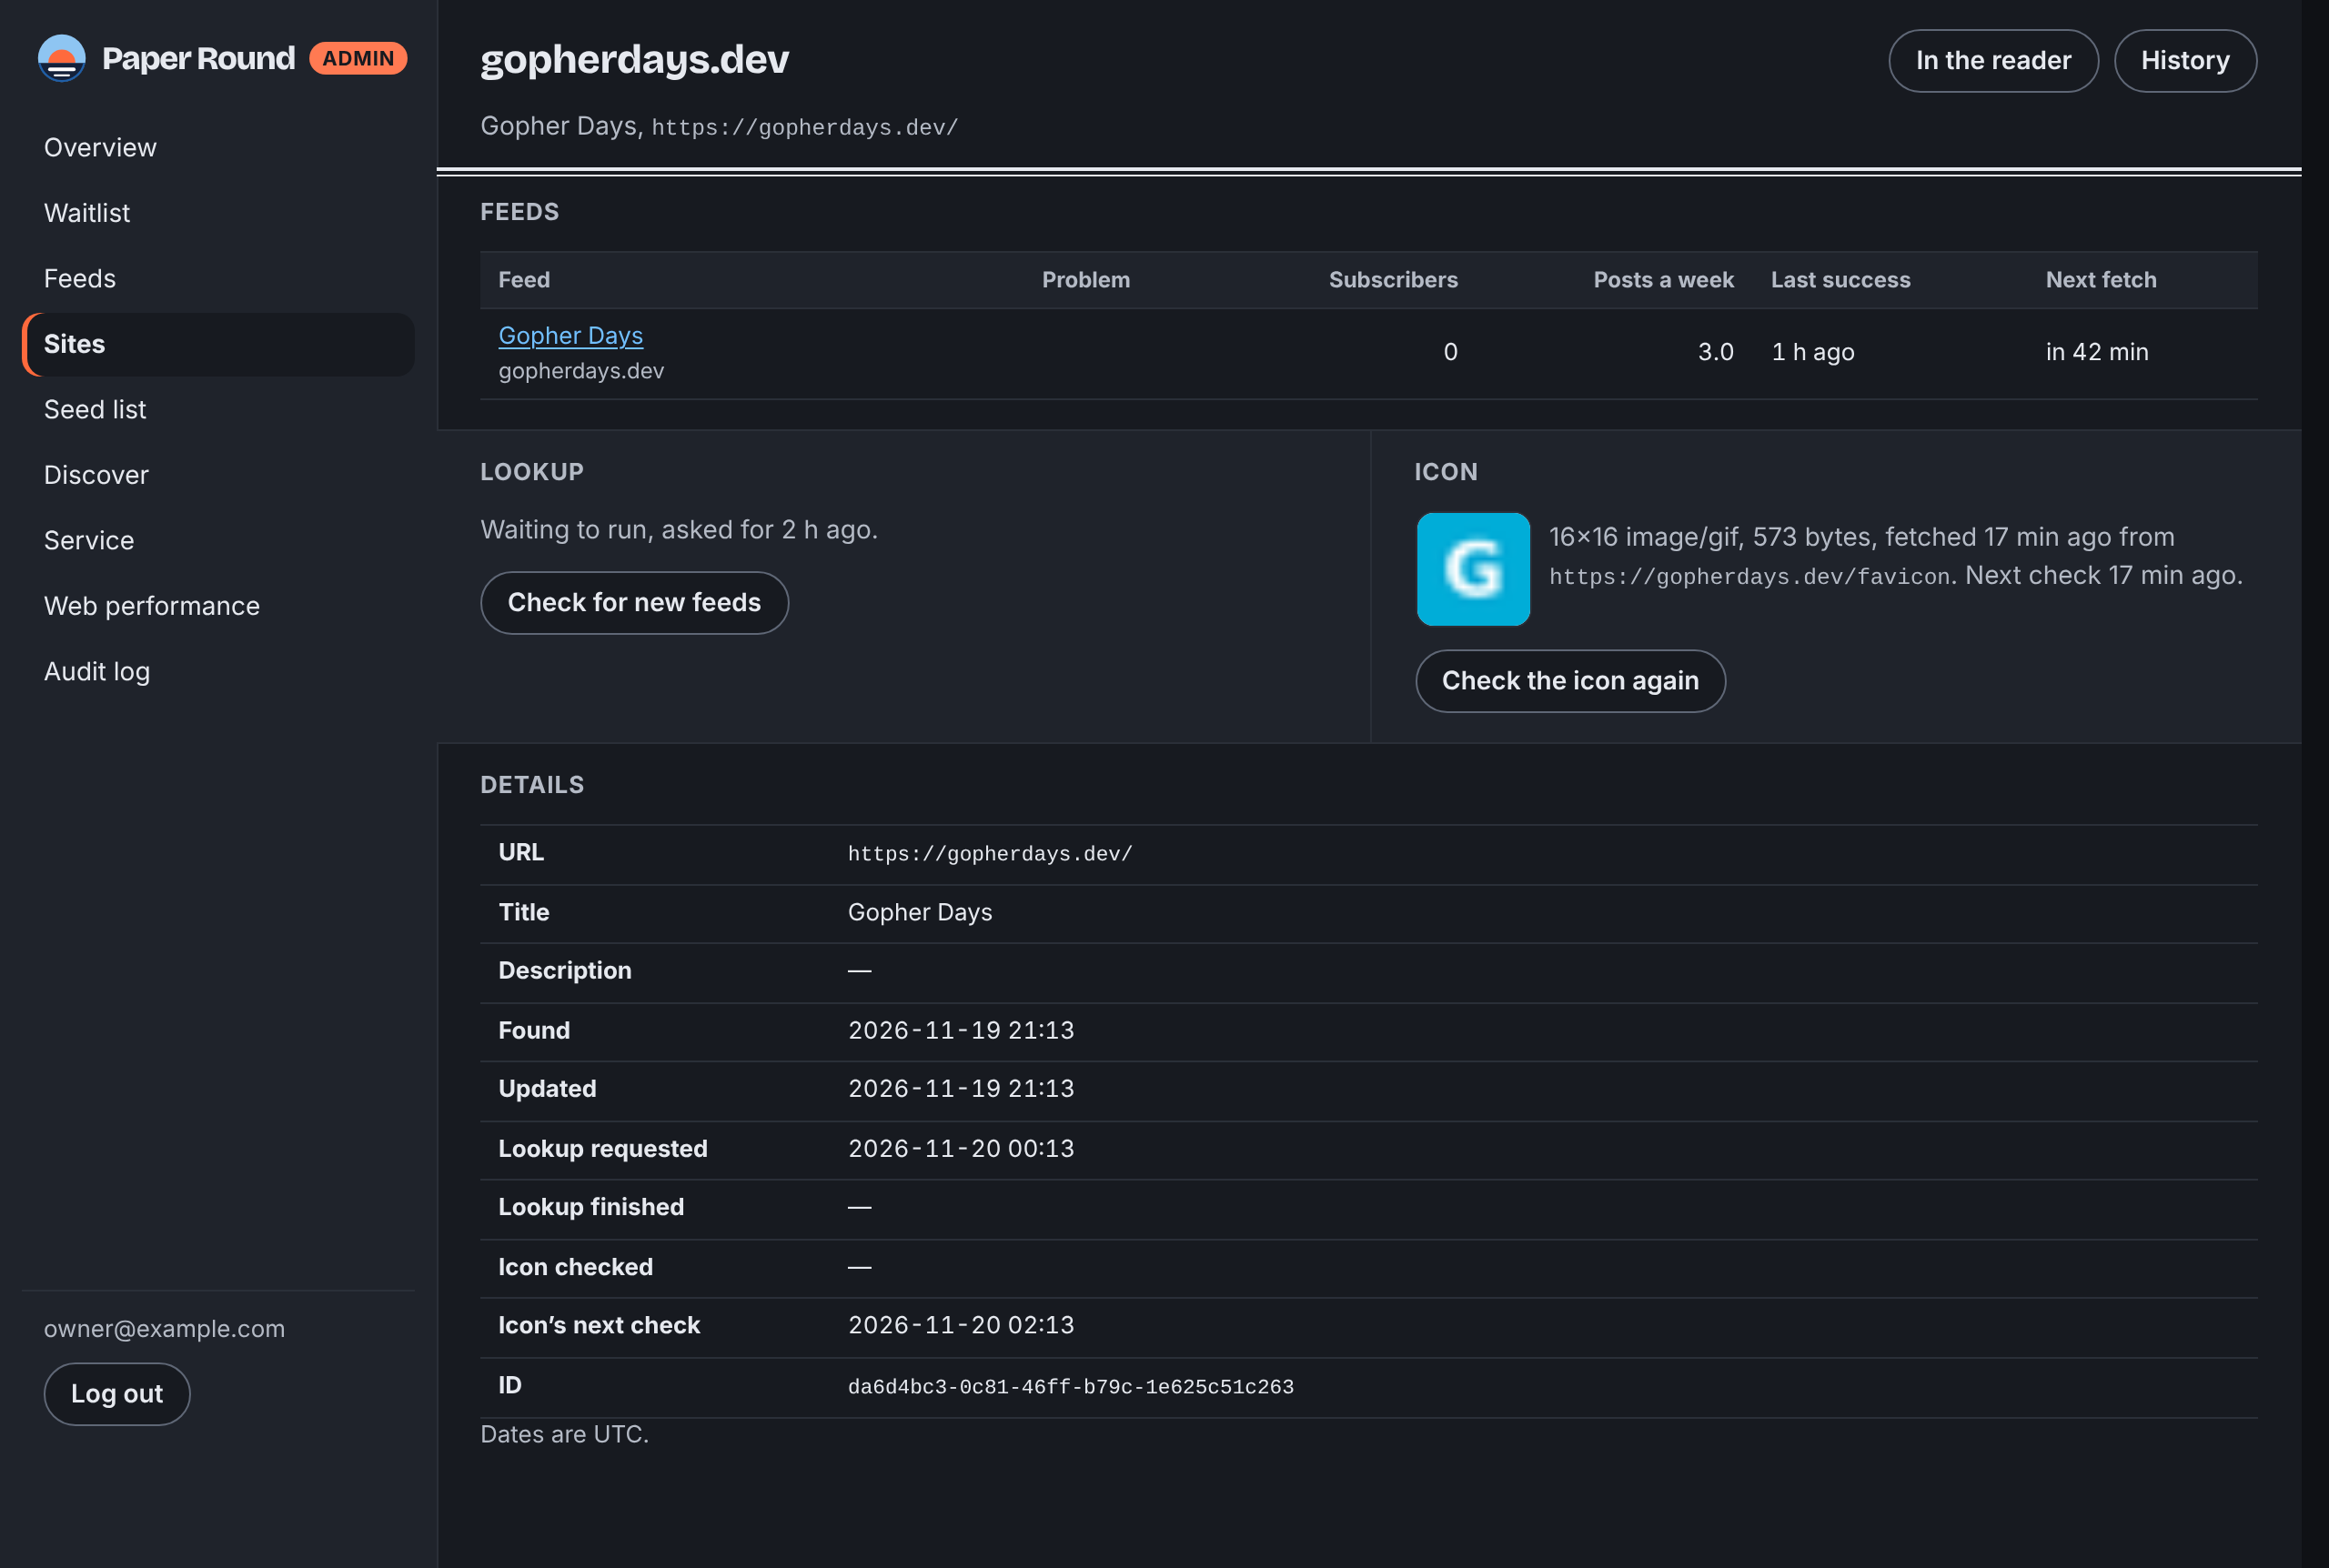 Paper Round ADMIN
Overview
Waitlist
Feeds
Sites
Seed list
Discover
Service
Web performance
Audit log
owner@example.com
Log out
gopherdays.dev
In the reader
History
Gopher Days, https://gopherdays.dev/
FEEDS
Feed Problem Subscribers Posts a week Last success Next fetch
Gopher Days
gopherdays.dev
0 3.0 1 h ago in 42 min
LOOKUP
Waiting to run, asked for 2 h ago.
Check for new feeds
ICON
G
16×16 image/gif, 573 bytes, fetched 17 min ago from
https://gopherdays.dev/favicon. Next check 17 min ago.
Check the icon again
DETAILS
URL https://gopherdays.dev/
Title Gopher Days
Description —
Found 2026-11-19 21:13
Updated 2026-11-19 21:13
Lookup requested 2026-11-20 00:13
Lookup finished —
Icon checked —
Icon’s next check 2026-11-20 02:13
ID da6d4bc3-0c81-46ff-b79c-1e625c51c263
Dates are UTC.